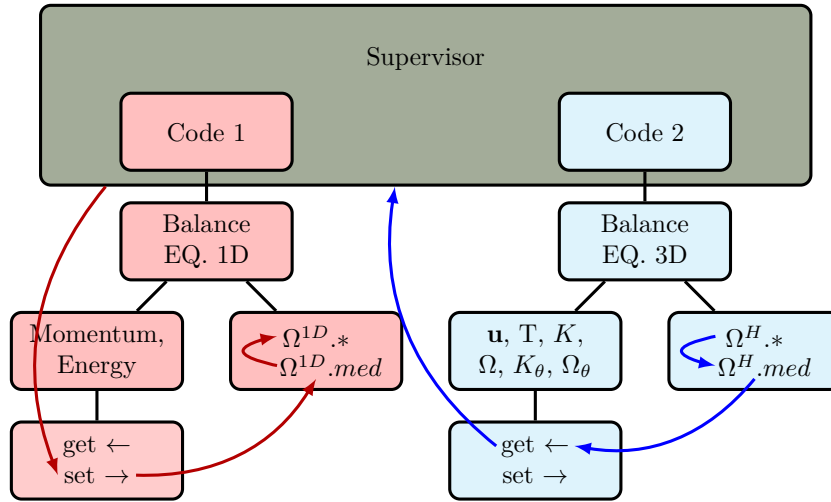 Supervisor
Code 1
Code 2
Balance
EQ. 1D
Balance
EQ. 3D
Momentum,
Energy
Ω^{1D}.*
Ω^{1D}.med
u, T, K,
Ω, K_θ, Ω_θ
Ω^H.*
Ω^H.med
get ←
set →
get ←
set →